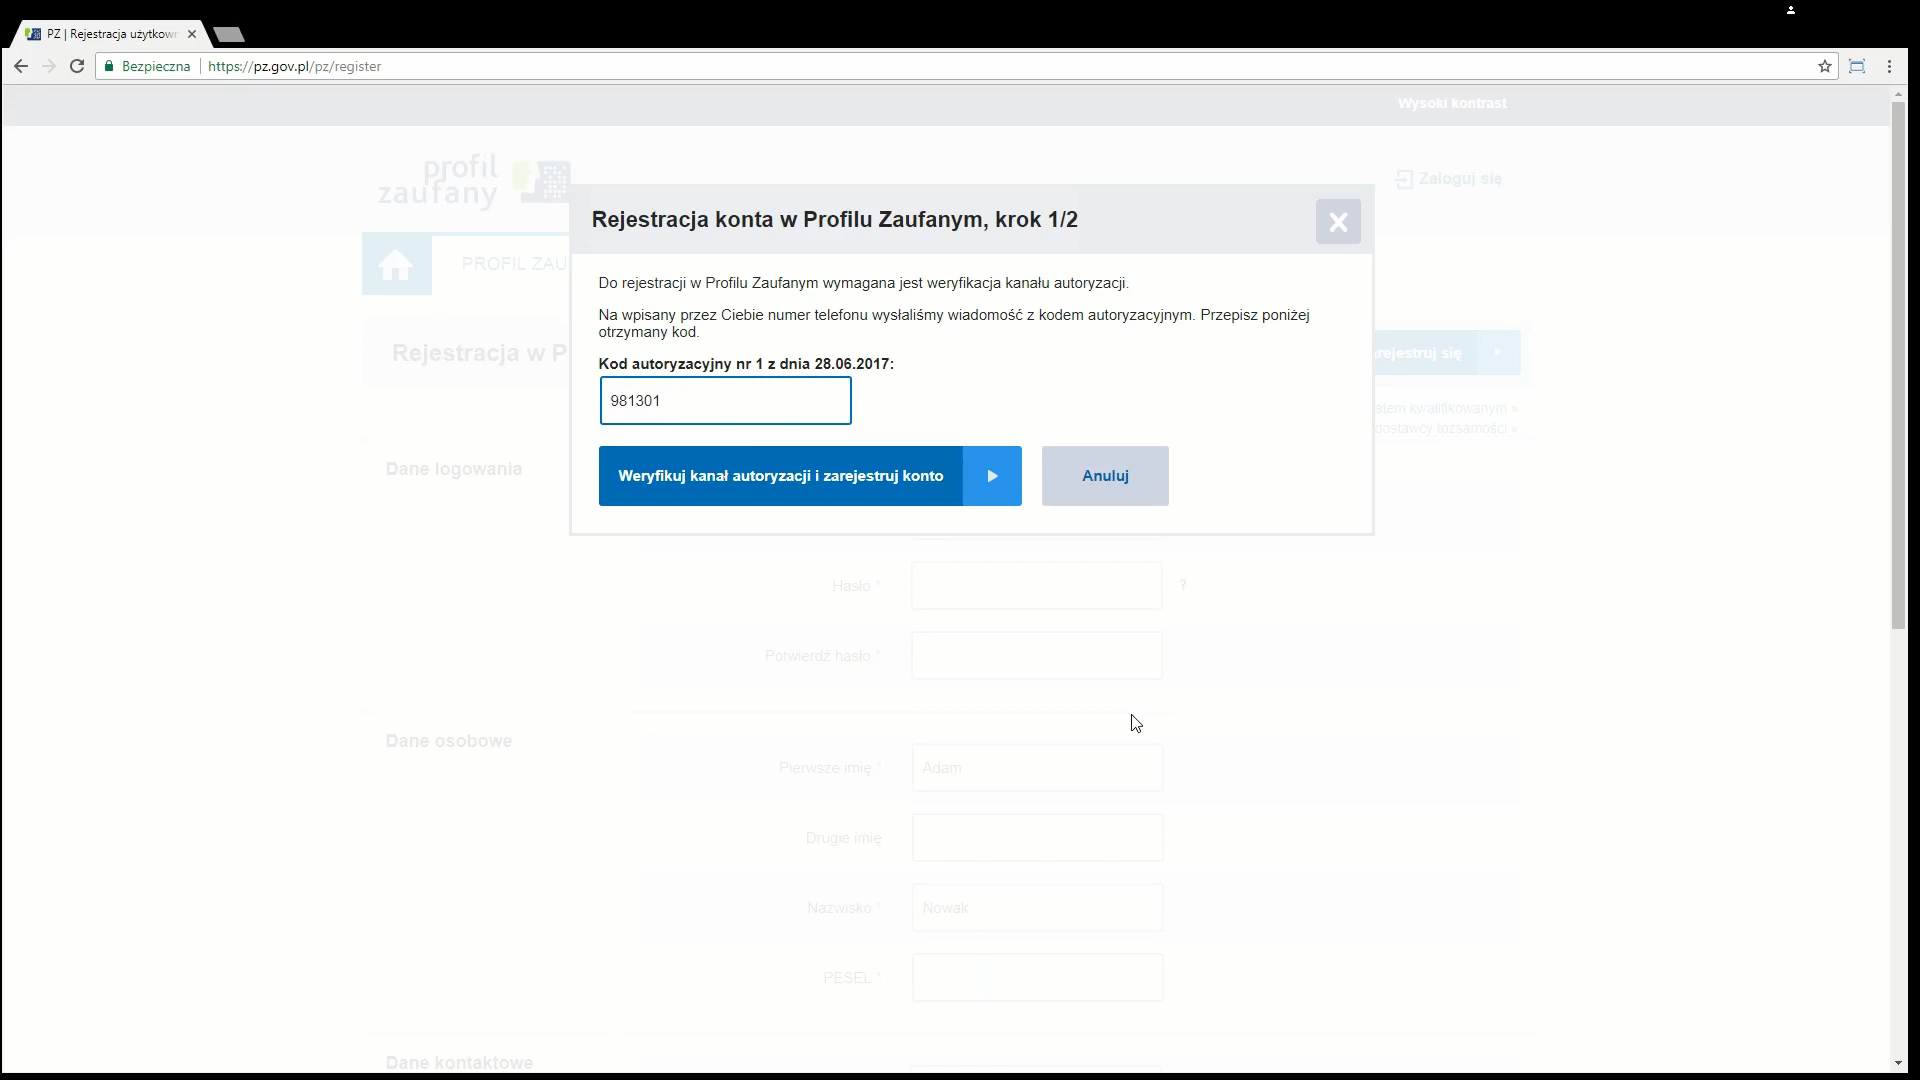 PZ | Rejestracja użytkown
Bezpieczna
https://pz.gov.pl/pz/register
Wysoki kontrast
profil
zaufany
Zaloguj się
Rejestracja konta w Profilu Zaufanym, krok 1/2
PROFIL ZAU
Do rejestracji w Profilu Zaufanym wymagana jest weryfikacja kanału autoryzacji.
Na wpisany przez Ciebie numer telefonu wysłaliśmy wiadomość z kodem autoryzacyjnym. Przepisz poniżej
otrzymany kod.
Rejestracja w P
rejestruj się
Kod autoryzacyjny nr 1 z dnia 28.06.2017:
981301
atem kwalifikowanym »
dostawcy tożsamości »
Dane logowania
Weryfikuj kanał autoryzacji i zarejestruj konto
Anuluj
Hasło *
?
Potwierdź hasło *
Dane osobowe
Pierwsze imię *
Adam
Drugie imię
Nazwisko *
Nowak
PESEL *
Dane kontaktowe